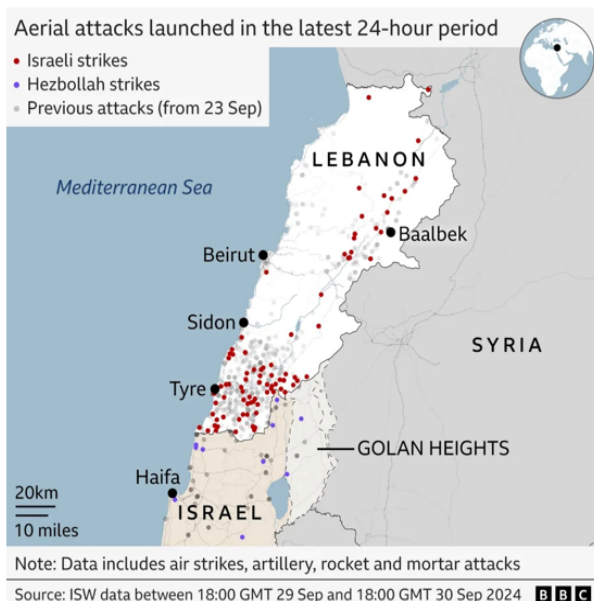 Aerial attacks launched in the latest 24-hour period
Israeli strikes
Hezbollah strikes
Previous attacks (from 23 Sep)
LEBANON
Mediterranean Sea
Baalbek
Beirut
Sidon
SYRIA
Tyre
GOLAN HEIGHTS
Haifa
20km
10 miles
ISRAEL
Note: Data includes air strikes, artillery, rocket and mortar attacks
Source: ISW data between 18:00 GMT 29 Sep and 18:00 GMT 30 Sep 2024 BBC